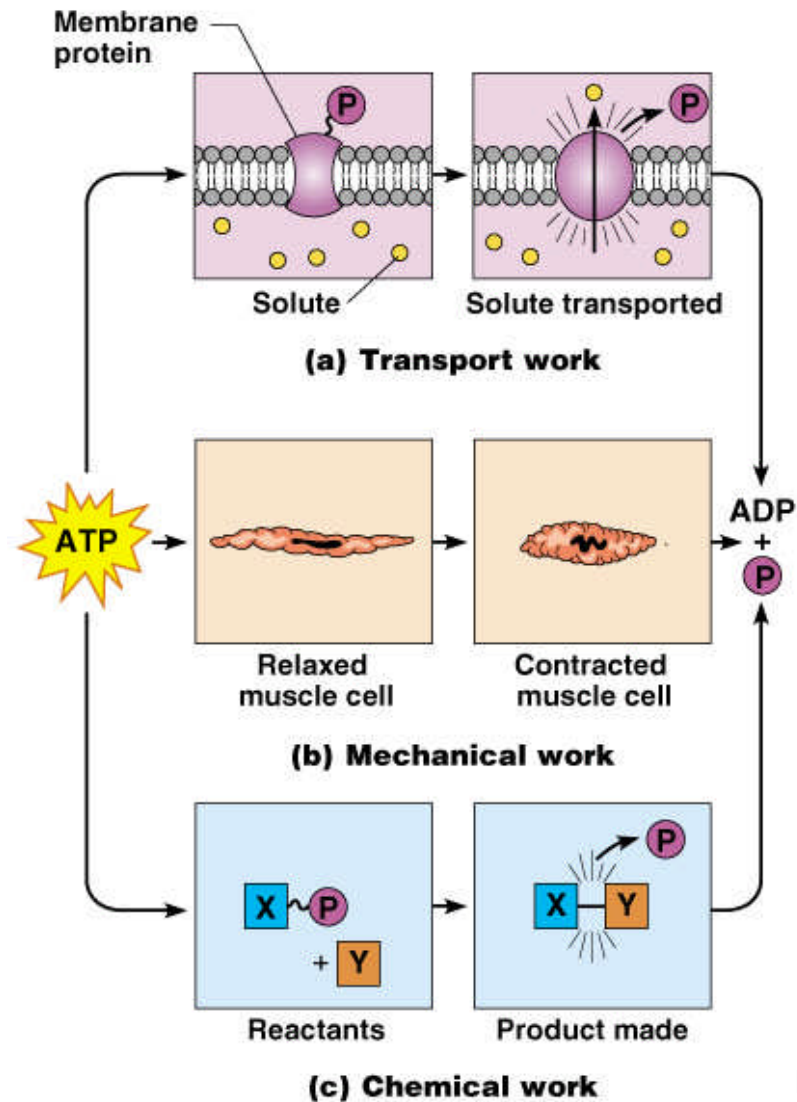 Membrane
protein
P
P
Solute
Solute transported
(a) Transport work
ATP
ADP
+
P
Relaxed
muscle cell
Contracted
muscle cell
(b) Mechanical work
P
X P
X Y
+ Y
Reactants
Product made
(c) Chemical work